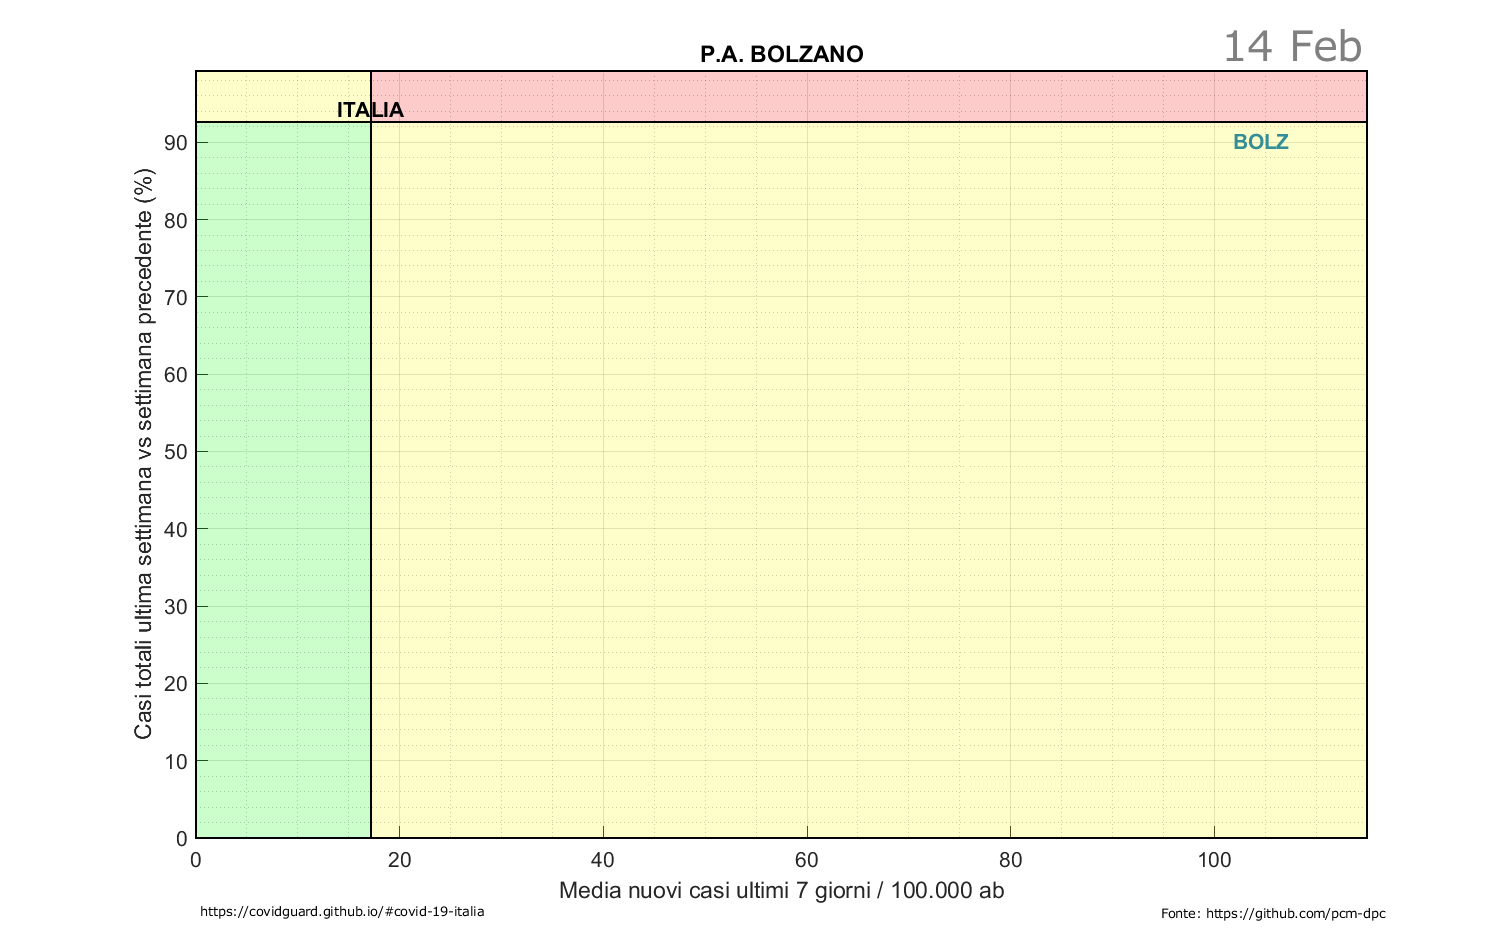 P.A. BOLZANO
14 Feb
ITALIA
BOLZ
90
80
70
60
50
40
30
20
10
0
Casi totali ultima settimana vs settimana precedente (%)
0 20 40 60 80 100
Media nuovi casi ultimi 7 giorni / 100.000 ab
https://covidguard.github.io/#covid-19-italia
Fonte: https://github.com/pcm-dpc